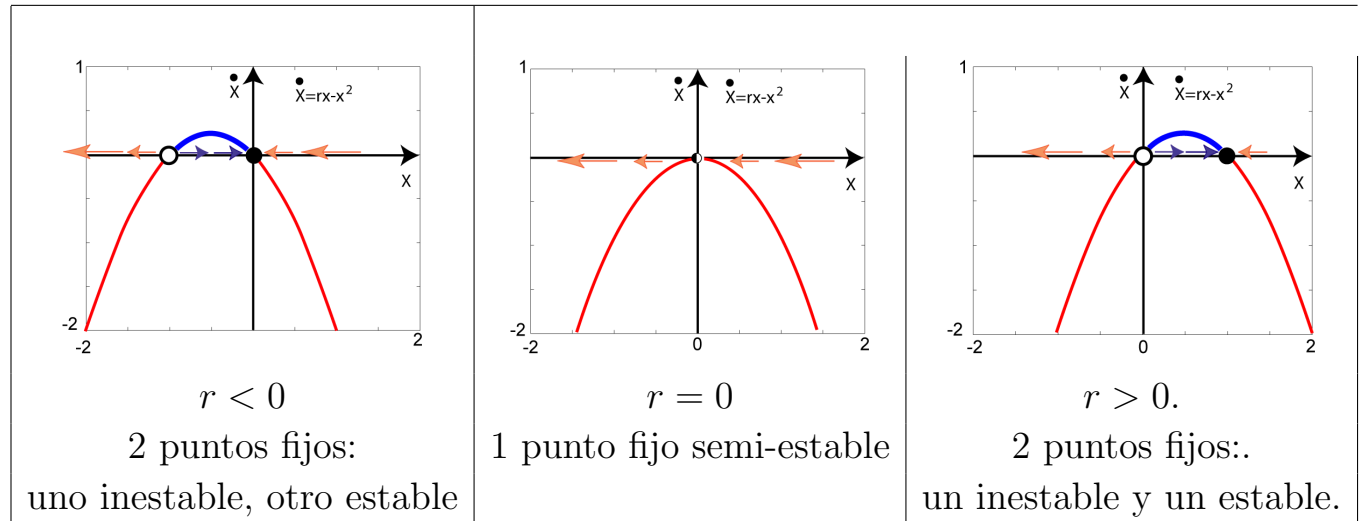 1
Ẋ
Ẋ=rx-x²
X
-2
-2
2
r < 0
2 puntos fijos:
uno inestable, otro estable
1
Ẋ
Ẋ=rx-x²
X
-2
-2
0
2
r = 0
1 punto fijo semi-estable
1
Ẋ
Ẋ=rx-x²
X
-2
-2
0
2
r > 0.
2 puntos fijos:.
un inestable y un estable.